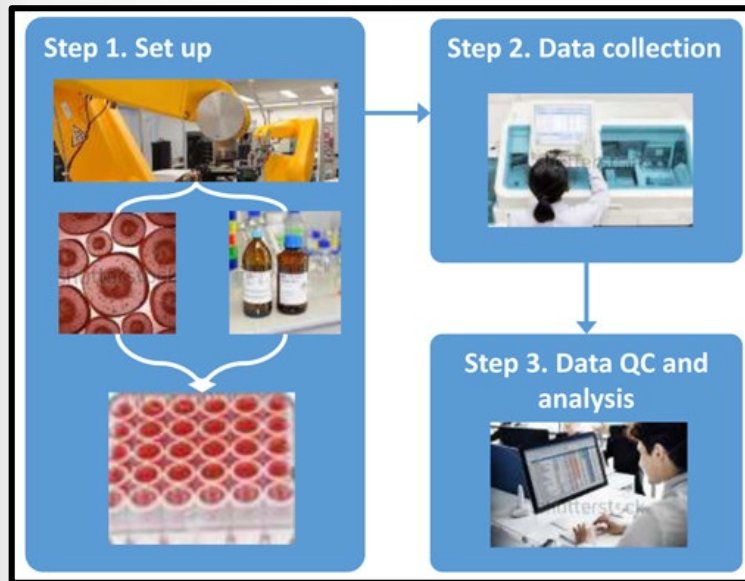 Step 1. Set up
Step 2. Data collection
Step 3. Data QC and
analysis